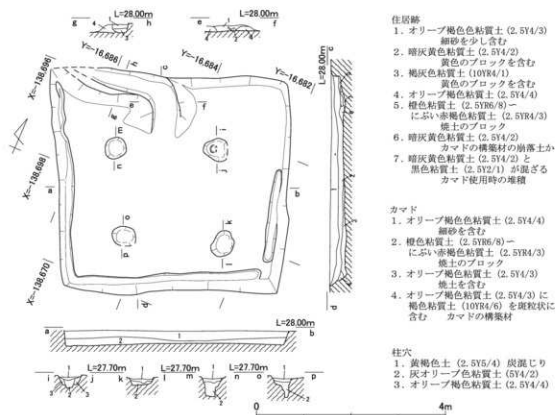 L=28.00m
L=28.00m
g
h
e
f
X=-138,696
Y=-16,686
Y=-16,684
Y=-16,682
L=28.00m
c
h
c
e
f
g
m
i
c
j
X=-138,698
a
b
o
k
p
l
X=-138,670
d
d
a
L=28.00m
b
1
2
L=27.70m
L=27.70m
L=27.70m
i
j
k
l
m
n
o
p
0
4m
住居跡
1. オリーブ褐色色粘質土 (2.5Y4/3)
細砂を少し含む
2. 暗灰黄色粘質土 (2.5Y4/2)
黄色のブロックを含む
3. 褐灰色粘質土(10YR4/1)
黄色のブロックを含む
4. オリーブ褐色粘質土(2.5Y4/4)
5. 橙色粘質土 (2.5YR6/8)〜
にぶい赤褐色粘質土(2.5YR4/3)
焼土のブロック
6. 暗灰黄色粘質土 (2.5Y4/2)
カマドの構築材の崩落土か
7. 暗灰黄色粘質土(2.5Y4/2) と
黒色粘質土(2.5Y2/1) が混ざる
カマド使用時の堆積
カマド
1. オリーブ褐色色粘質土 (2.5Y4/4)
細砂を含む
2. 橙色粘質土 (2.5YR6/8)〜
にぶい赤褐色粘質土(2.5YR4/3)
焼土のブロック
3. オリーブ褐色粘質土(2.5Y4/3)
焼土を含む
4. オリーブ褐色粘質土(2.5Y4/3)に
褐色粘質土(10YR4/6) を斑粒状に
含む カマドの構築材
柱穴
1. 黄褐色土 (2.5Y5/4) 炭混じり
2. 灰オリーブ色粘質土(5Y4/2)
3. オリーブ褐色粘質土 (2.5Y4/4)